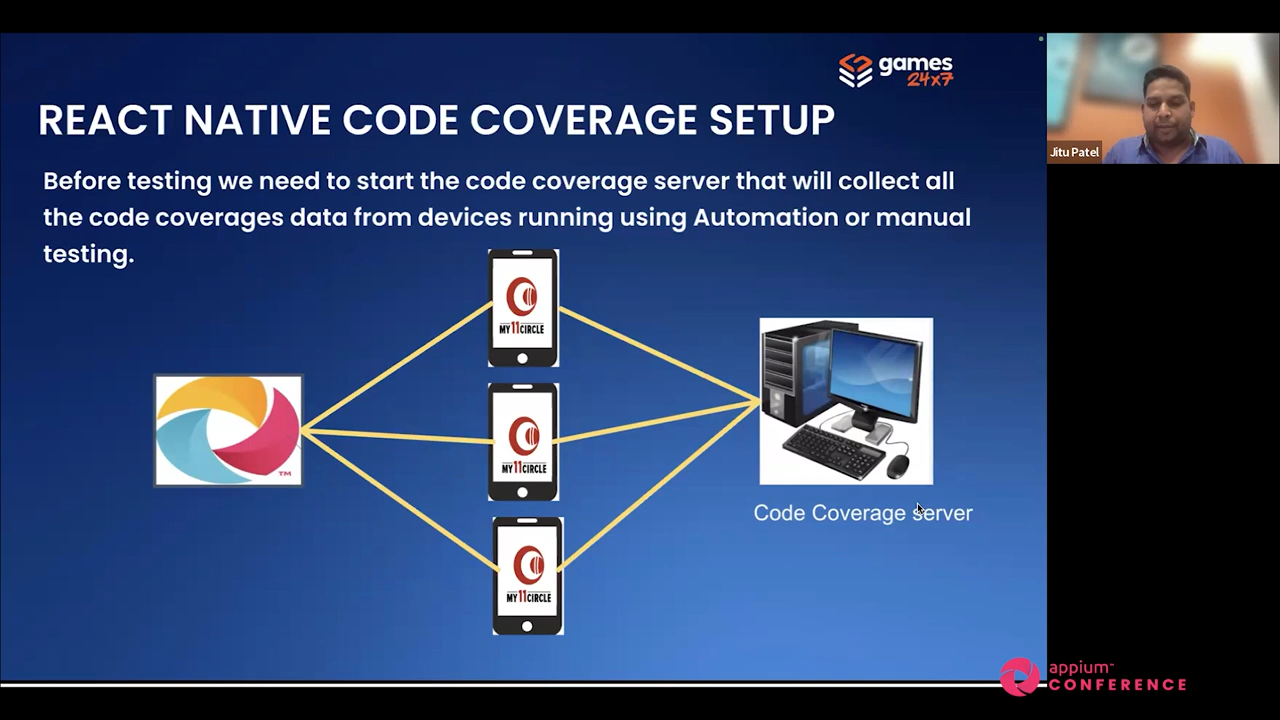 games
24x7
REACT NATIVE CODE COVERAGE SETUP
Jitu Patel
Before testing we need to start the code coverage server that will collect all
the code coverages data from devices running using Automation or manual
testing.
MY11CIRCLE
MY11CIRCLE
TM
Code Coverage server
MY11CIRCLE
appium™
CONFERENCE